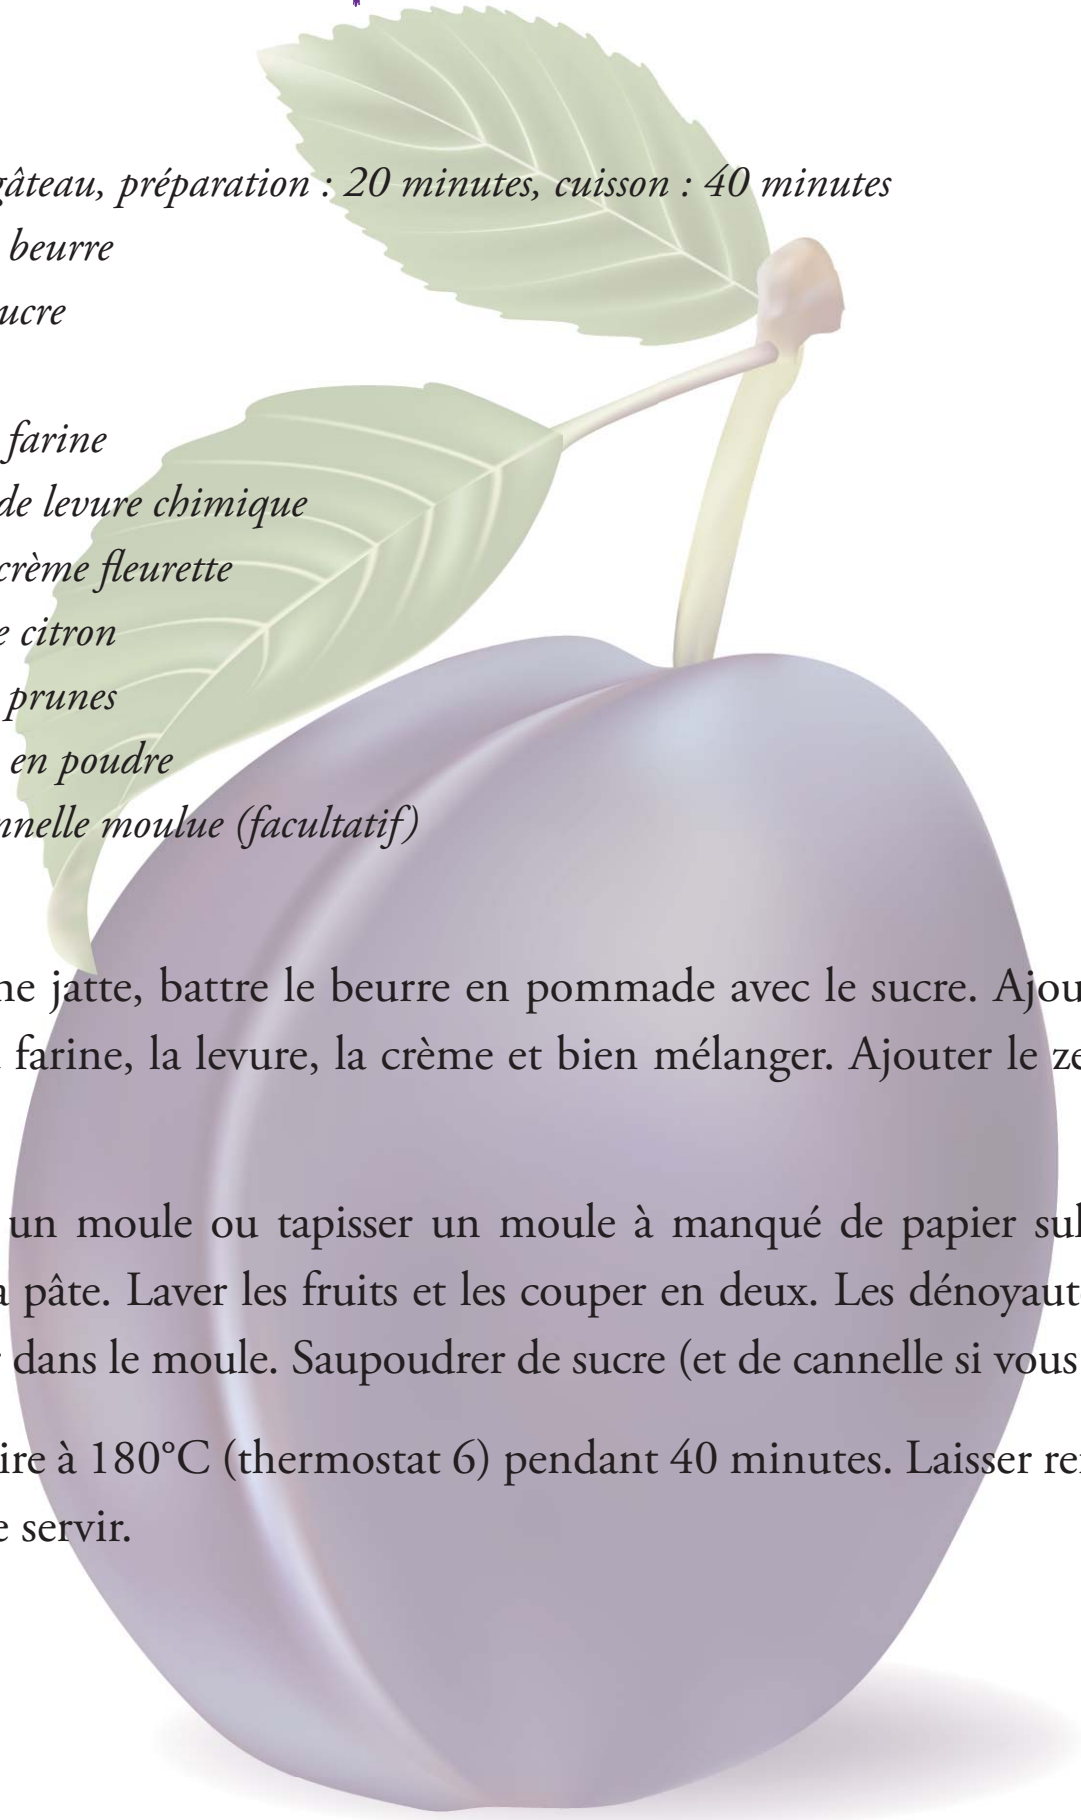 gâteau, préparation : 20 minutes, cuisson : 40 minutes
beurre
ucre
farine
de levure chimique
crème fleurette
e citron
prunes
en poudre
nnelle moulue (facultatif)
ne jatte, battre le beurre en pommade avec le sucre. Ajou
farine, la levure, la crème et bien mélanger. Ajouter le ze
un moule ou tapisser un moule à manqué de papier sul
a pâte. Laver les fruits et les couper en deux. Les dénoyaut
dans le moule. Saupoudrer de sucre (et de cannelle si vous
ire à 180°C (thermostat 6) pendant 40 minutes. Laisser re
e servir.